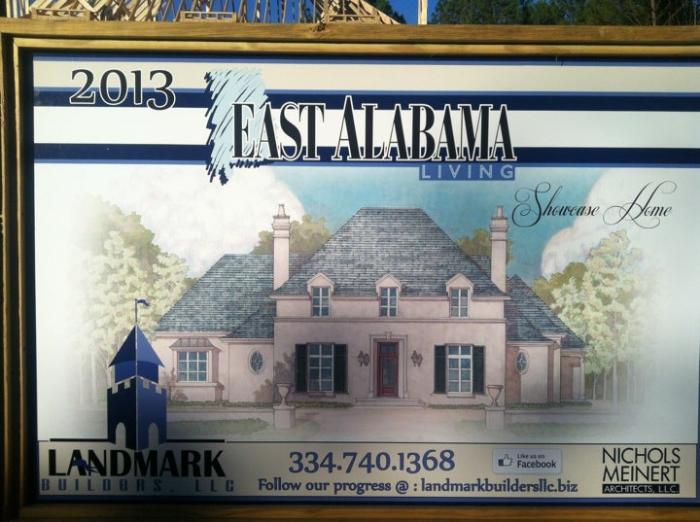 2013
EAST ALABAMA
LIVING
Showcase Home
LANDMARK
BUILDERS, LLC
334.740.1368
Follow our progress @ : landmarkbuildersllc.biz
Like us on
Facebook
NICHOLS
MEINERT
ARCHITECTS, LLC